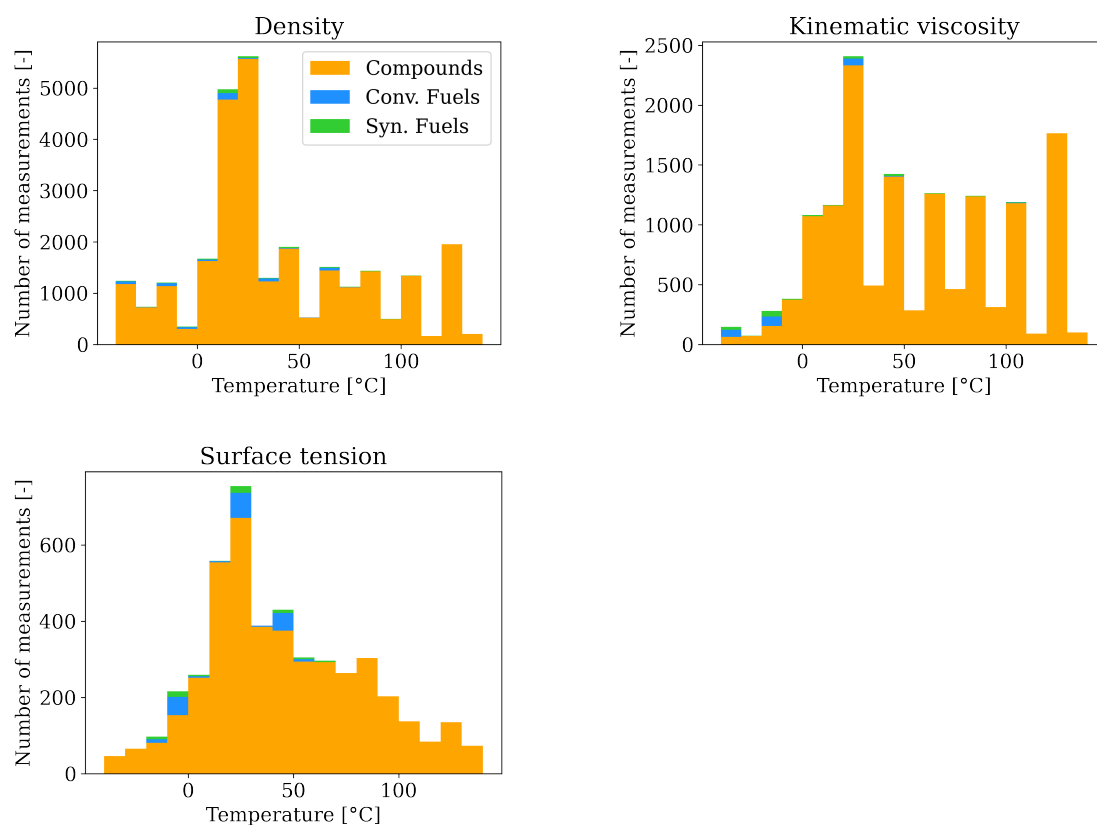 Density
Number of measurements [-]
5000
4000
3000
2000
1000
0
Compounds
Conv. Fuels
Syn. Fuels
0
50
100
Temperature [°C]
Kinematic viscosity
Number of measurements [-]
2500
2000
1500
1000
500
0
0
50
100
Temperature [°C]
Surface tension
Number of measurements [-]
600
400
200
0
0
50
100
Temperature [°C]